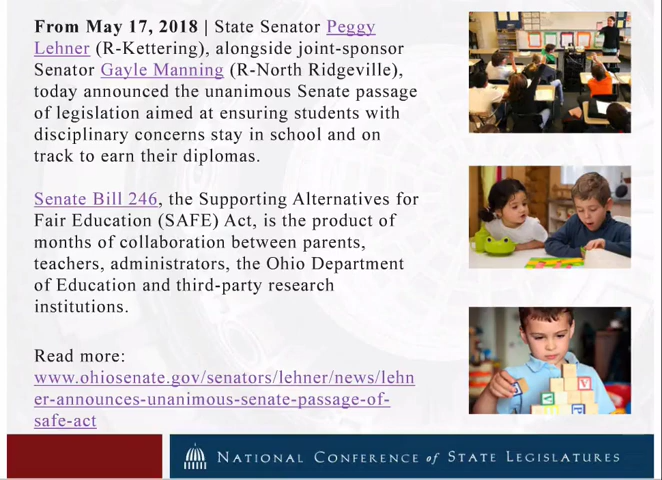 From May 17, 2018 | State Senator Peggy
Lehner (R-Kettering), alongside joint-sponsor
Senator Gayle Manning (R-North Ridgeville),
today announced the unanimous Senate passage
of legislation aimed at ensuring students with
disciplinary concerns stay in school and on
track to earn their diplomas.
Senate Bill 246, the Supporting Alternatives for
Fair Education (SAFE) Act, is the product of
months of collaboration between parents,
teachers, administrators, the Ohio Department
of Education and third-party research
institutions.
Read more:
www.ohiosenate.gov/senators/lehner/news/lehn
er-announces-unanimous-senate-passage-of-
safe-act
V
NATIONAL CONFERENCE of STATE LEGISLATURES